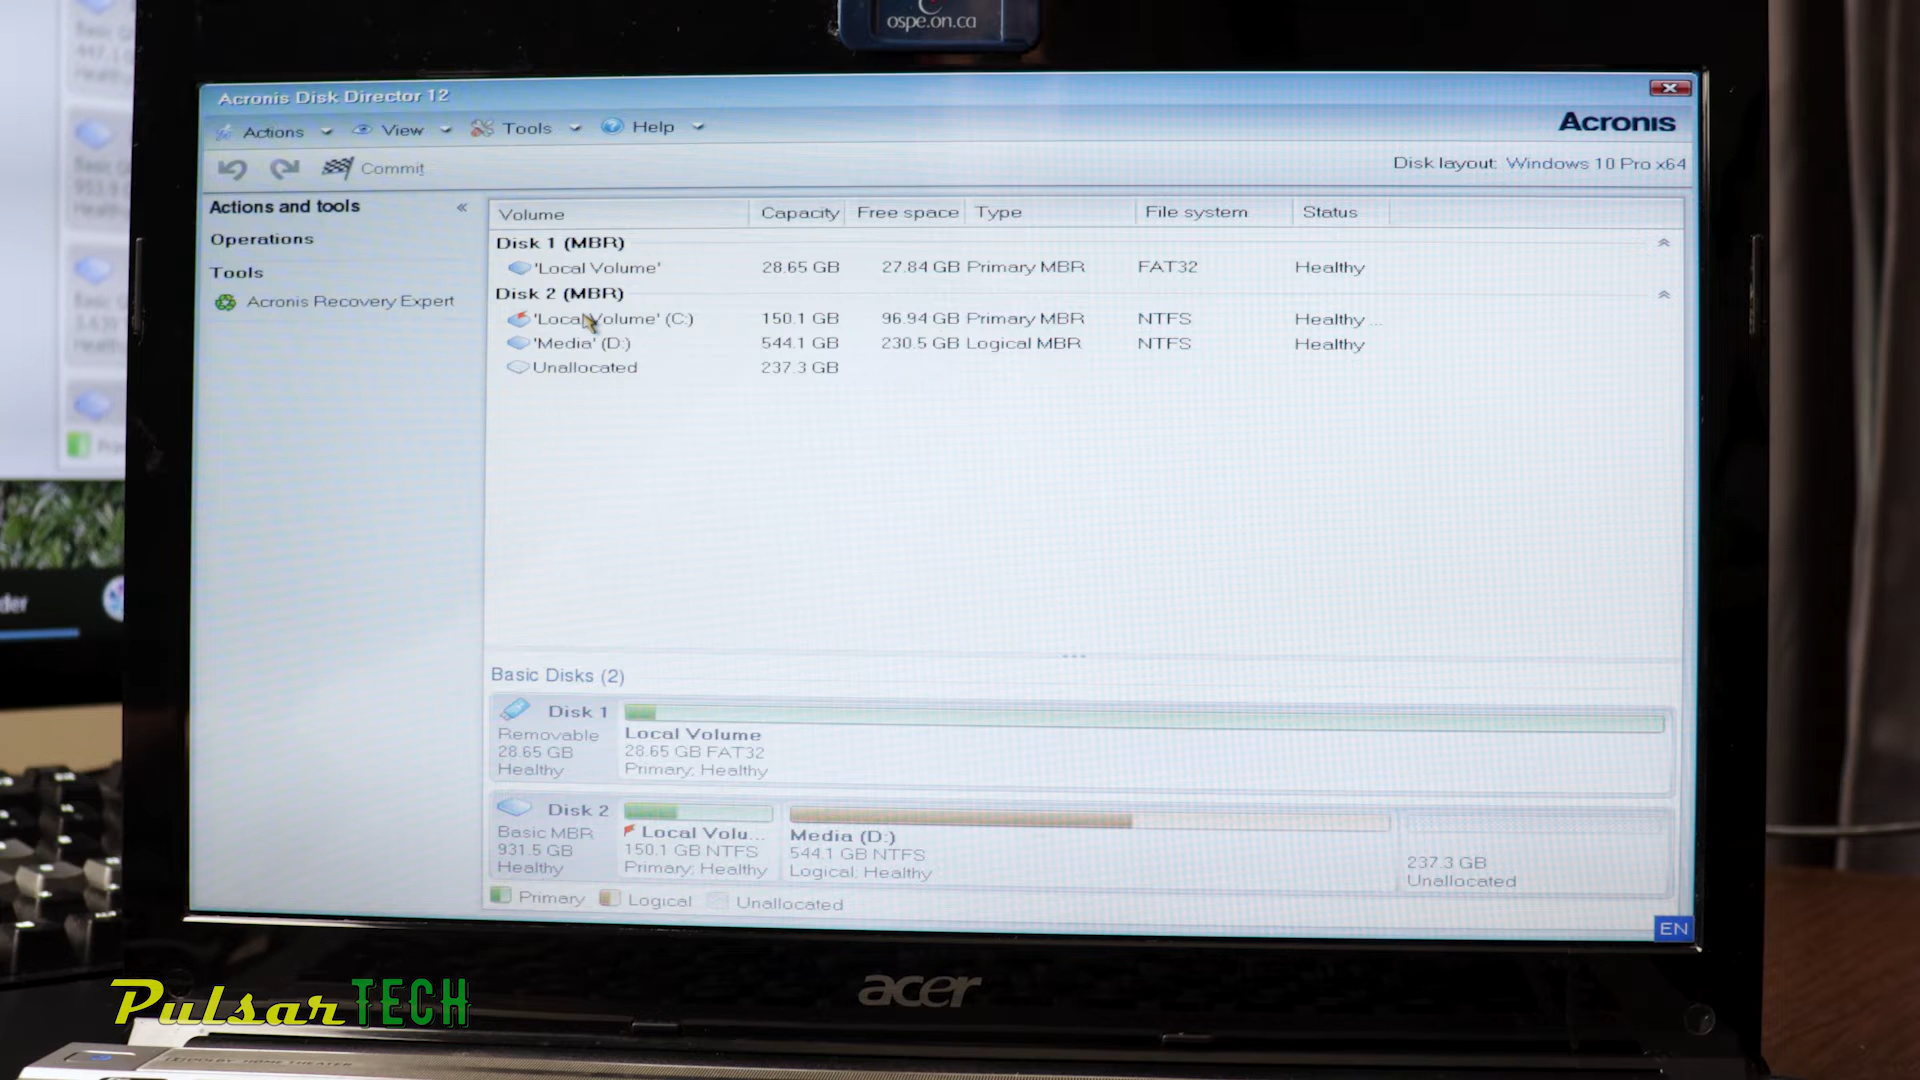 ospe.on.ca
Acronis Disk Director 12
Actions View Tools Help
Acronis
Commit
Disk layout: Windows 10 Pro x64
Actions and tools «
Operations
Tools
Acronis Recovery Expert
Volume Capacity Free space Type File system Status
Disk 1 (MBR)
'Local Volume' 28.65 GB 27.84 GB Primary MBR FAT32 Healthy
Disk 2 (MBR)
'Local Volume' (C:) 150.1 GB 96.94 GB Primary MBR NTFS Healthy ...
'Media' (D:) 544.1 GB 230.5 GB Logical MBR NTFS Healthy
Unallocated 237.3 GB
Basic Disks (2)
Disk 1
Removable
28.65 GB
Healthy
Local Volume
28.65 GB FAT32
Primary: Healthy
Disk 2
Basic MBR
931.5 GB
Healthy
Local Volu...
150.1 GB NTFS
Primary: Healthy
Media (D:)
544.1 GB NTFS
Logical: Healthy
237.3 GB
Unallocated
Primary Logical Unallocated
EN
acer
PulsarTECH